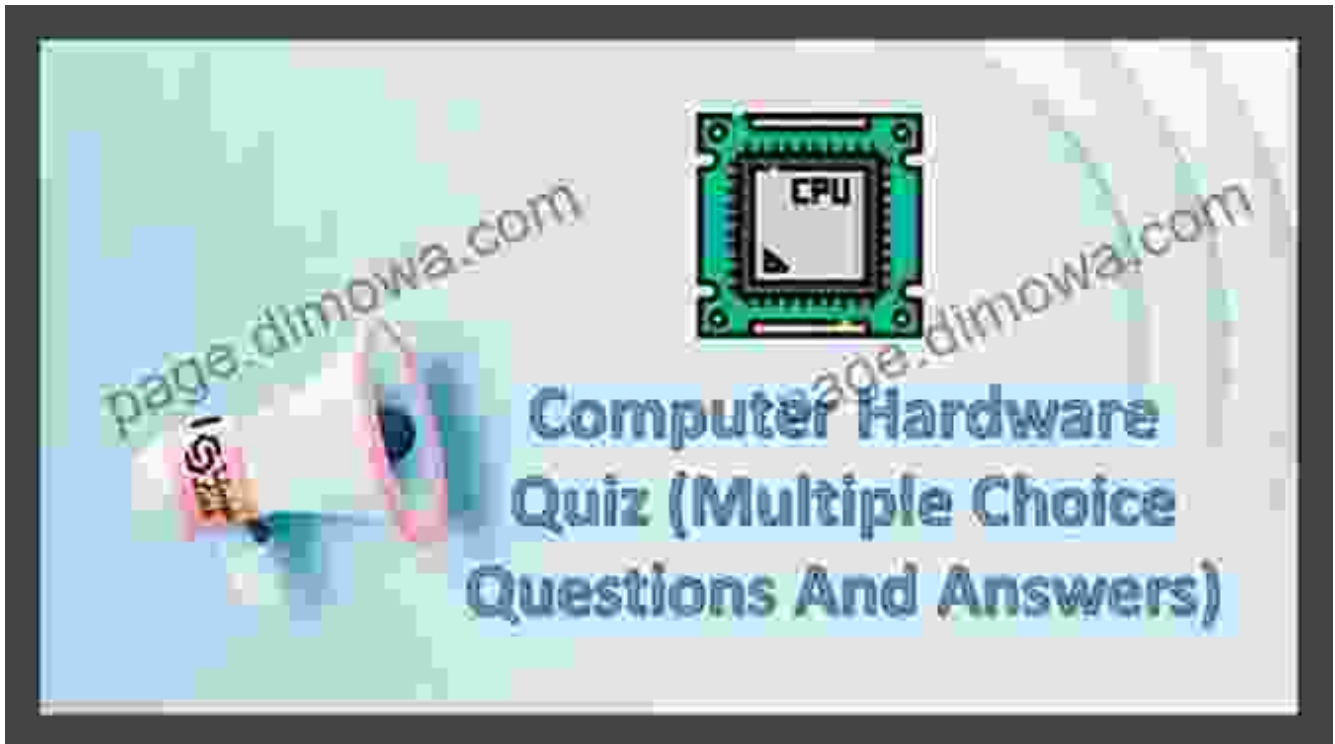 CPU
page.dimowa.com
page.dimowa.com
Computer Hardware
Quiz (Multiple Choice
Questions And Answers)